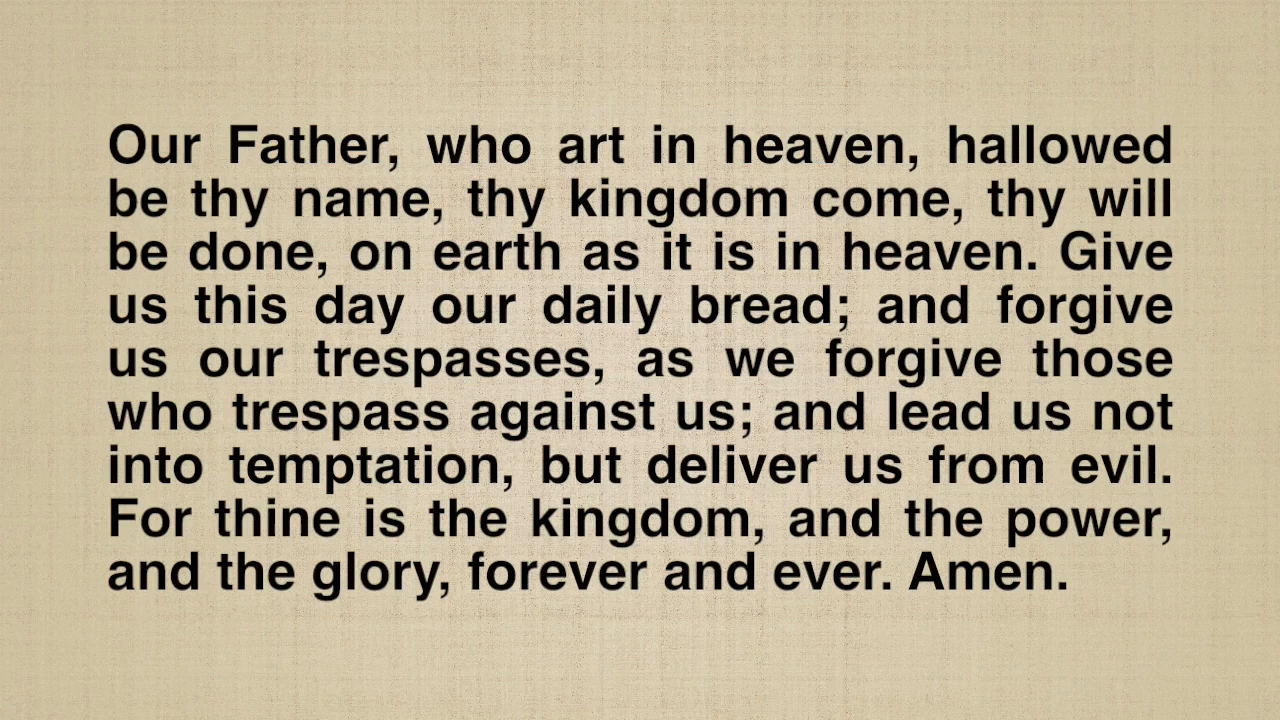 Our Father, who art in heaven, hallowed
be thy name, thy kingdom come, thy will
be done, on earth as it is in heaven. Give
us this day our daily bread; and forgive
us our trespasses, as we forgive those
who trespass against us; and lead us not
into temptation, but deliver us from evil.
For thine is the kingdom, and the power,
and the glory, forever and ever. Amen.